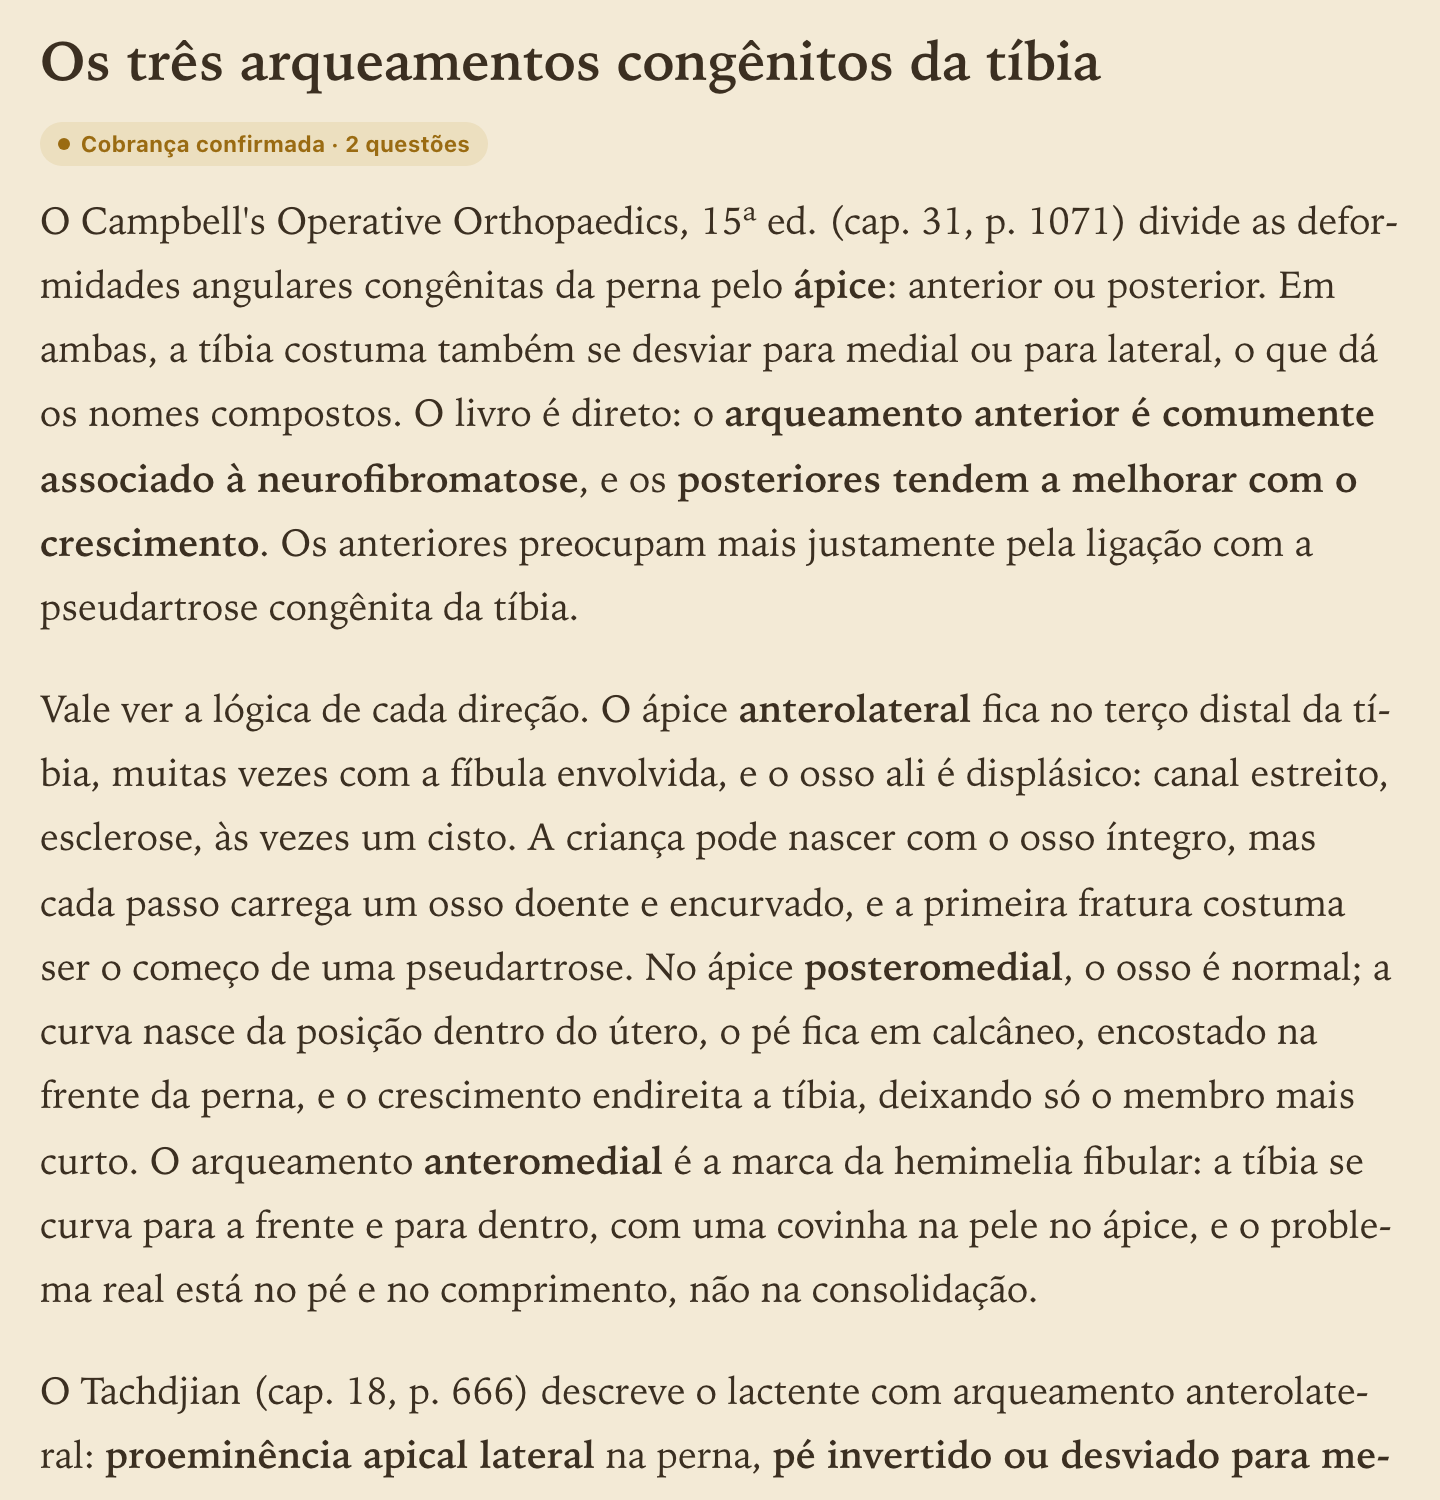 Os três arqueamentos congênitos da tíbia
Cobrança confirmada · 2 questões
O Campbell's Operative Orthopaedics, 15ª ed. (cap. 31, p. 1071) divide as defor-
midades angulares congênitas da perna pelo ápice: anterior ou posterior. Em
ambas, a tíbia costuma também se desviar para medial ou para lateral, o que dá
os nomes compostos. O livro é direto: o arqueamento anterior é comumente
associado à neurofibromatose, e os posteriores tendem a melhorar com o
crescimento. Os anteriores preocupam mais justamente pela ligação com a
pseudartrose congênita da tíbia.
Vale ver a lógica de cada direção. O ápice anterolateral fica no terço distal da tí-
bia, muitas vezes com a fíbula envolvida, e o osso ali é displásico: canal estreito,
esclerose, às vezes um cisto. A criança pode nascer com o osso íntegro, mas
cada passo carrega um osso doente e encurvado, e a primeira fratura costuma
ser o começo de uma pseudartrose. No ápice posteromedial, o osso é normal; a
curva nasce da posição dentro do útero, o pé fica em calcâneo, encostado na
frente da perna, e o crescimento endireita a tíbia, deixando só o membro mais
curto. O arqueamento anteromedial é a marca da hemimelia fibular: a tíbia se
curva para a frente e para dentro, com uma covinha na pele no ápice, e o proble-
ma real está no pé e no comprimento, não na consolidação.
O Tachdjian (cap. 18, p. 666) descreve o lactente com arqueamento anterolate-
ral: proeminência apical lateral na perna, pé invertido ou desviado para me-